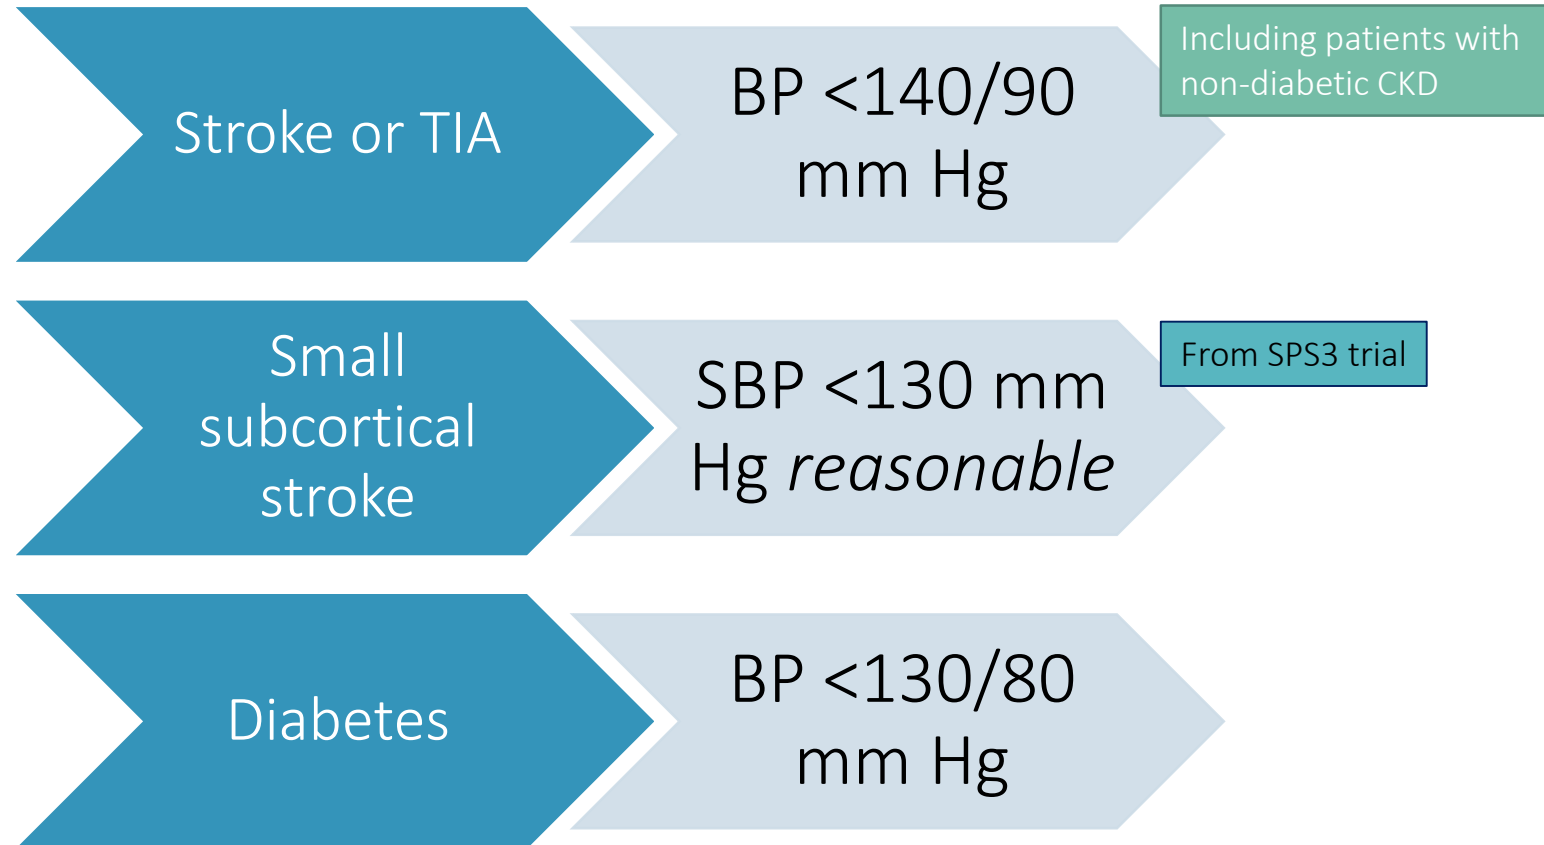 Stroke or TIA
BP <140/90
mm Hg
Including patients with
non-diabetic CKD
Small
subcortical
stroke
SBP <130 mm
Hg reasonable
From SPS3 trial
Diabetes
BP <130/80
mm Hg